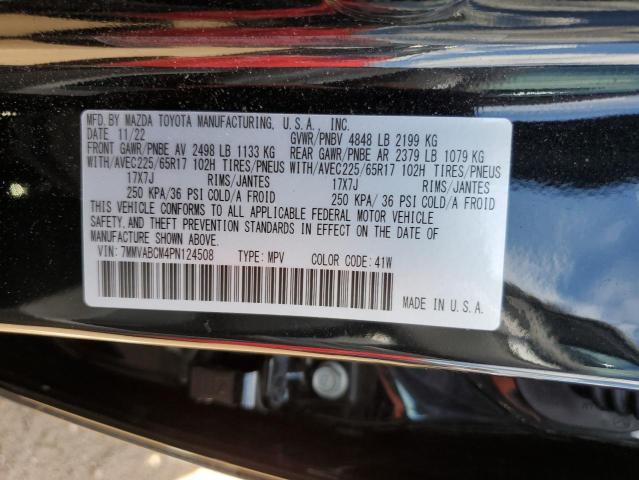 MFD. BY MAZDA TOYOTA MANUFACTURING, U.S.A., INC.
DATE 11/22 GVWR/PNBV 4848 LB 2199 KG
FRONT GAWR/PNBE AV 2498 LB 1133 KG REAR GAWR/PNBE AR 2379 LB 1079 KG
WITH/AVEC225/65R17 102H TIRES/PNEUS WITH/AVEC225/65R17 102H TIRES/PNEUS
17X7J RIMS/JANTES 17X7J RIMS/JANTES
250 KPA/36 PSI COLD/A FROID 250 KPA/36 PSI COLD/A FROID
THIS VEHICLE CONFORMS TO ALL APPLICABLE FEDERAL MOTOR VEHICLE
SAFETY, AND THEFT PREVENTION STANDARDS IN EFFECT ON THE DATE OF
MANUFACTURE SHOWN ABOVE.
VIN: 7MMVABCM4PN124508 TYPE: MPV COLOR CODE: 41W
MADE IN U.S.A.